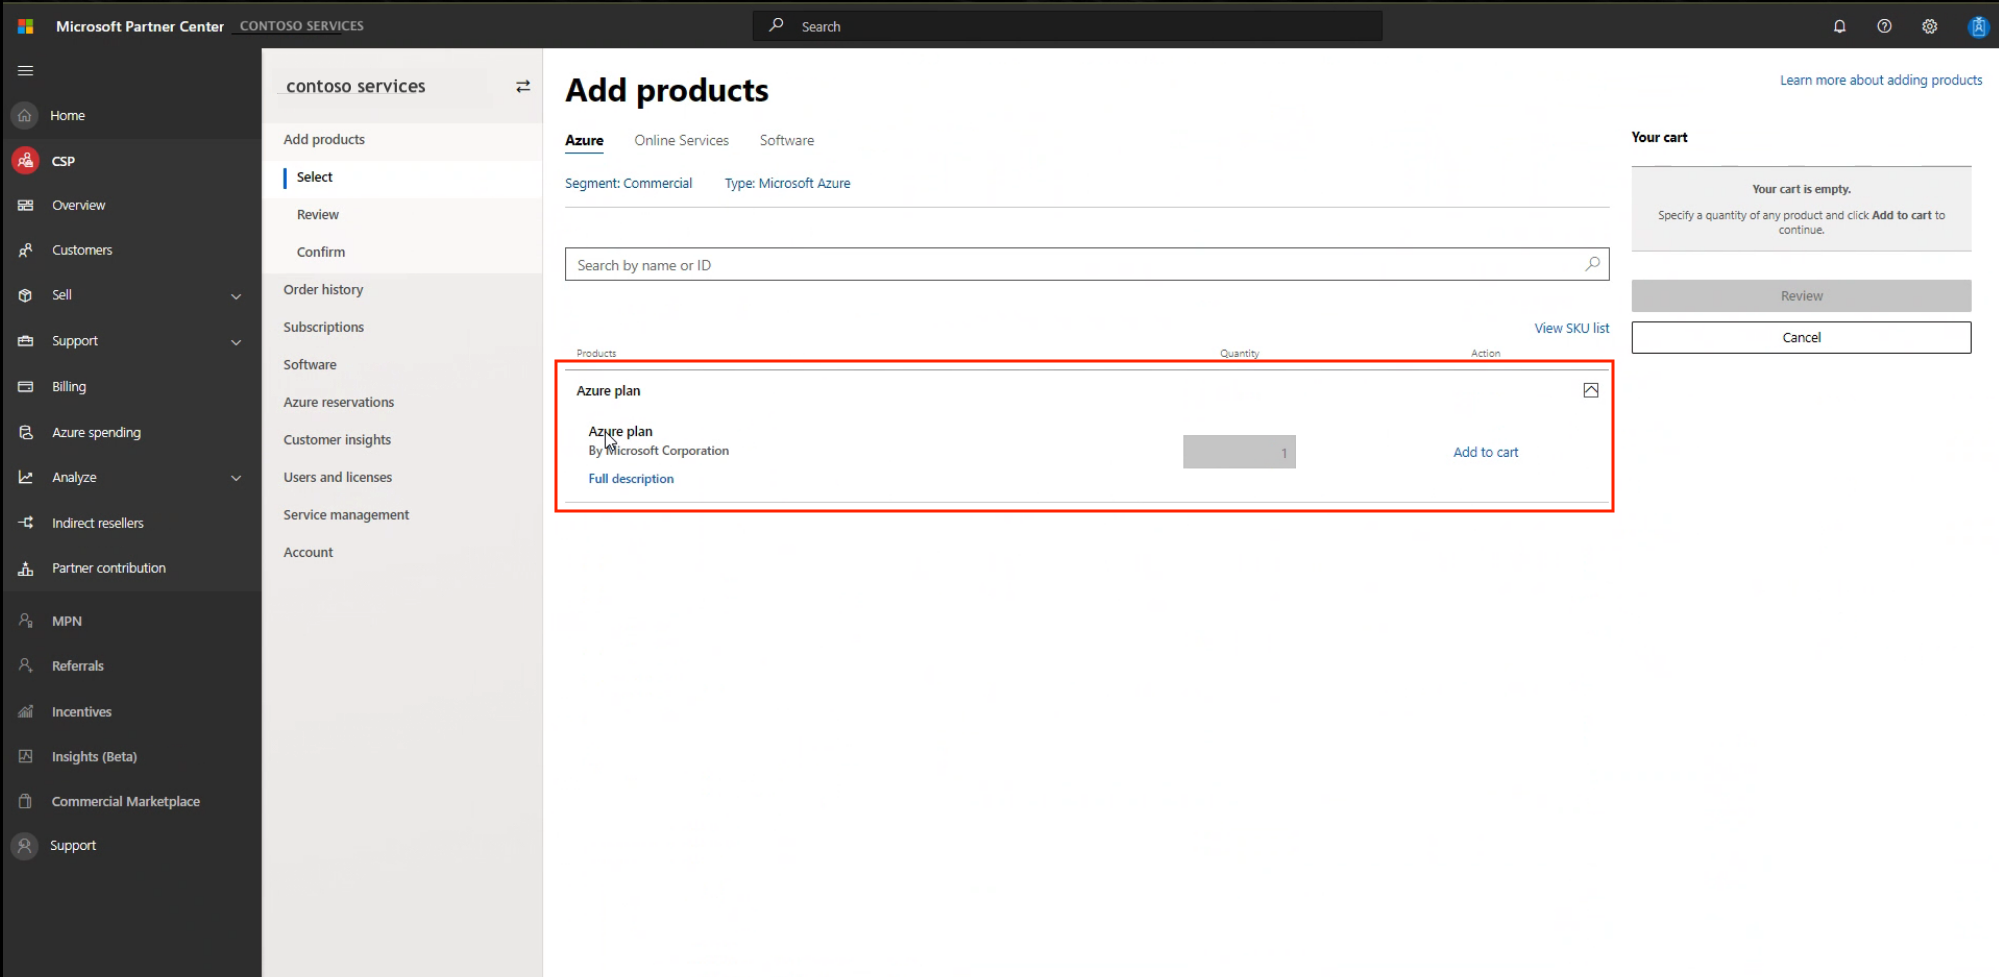 Microsoft Partner Center CONTOSO SERVICES
Search
Home
CSP
Overview
Customers
Sell
Support
Billing
Azure spending
Analyze
Indirect resellers
Partner contribution
MPN
Referrals
Incentives
Insights (Beta)
Commercial Marketplace
Support
contoso services
Add products
Select
Review
Confirm
Order history
Subscriptions
Software
Azure reservations
Customer insights
Users and licenses
Service management
Account
Add products
Learn more about adding products
Azure Online Services Software
Segment: Commercial Type: Microsoft Azure
Search by name or ID
View SKU list
Products Quantity Action
Azure plan
Azure plan
By Microsoft Corporation
1 Add to cart
Full description
Your cart
Your cart is empty.
Specify a quantity of any product and click Add to cart to
continue.
Review
Cancel